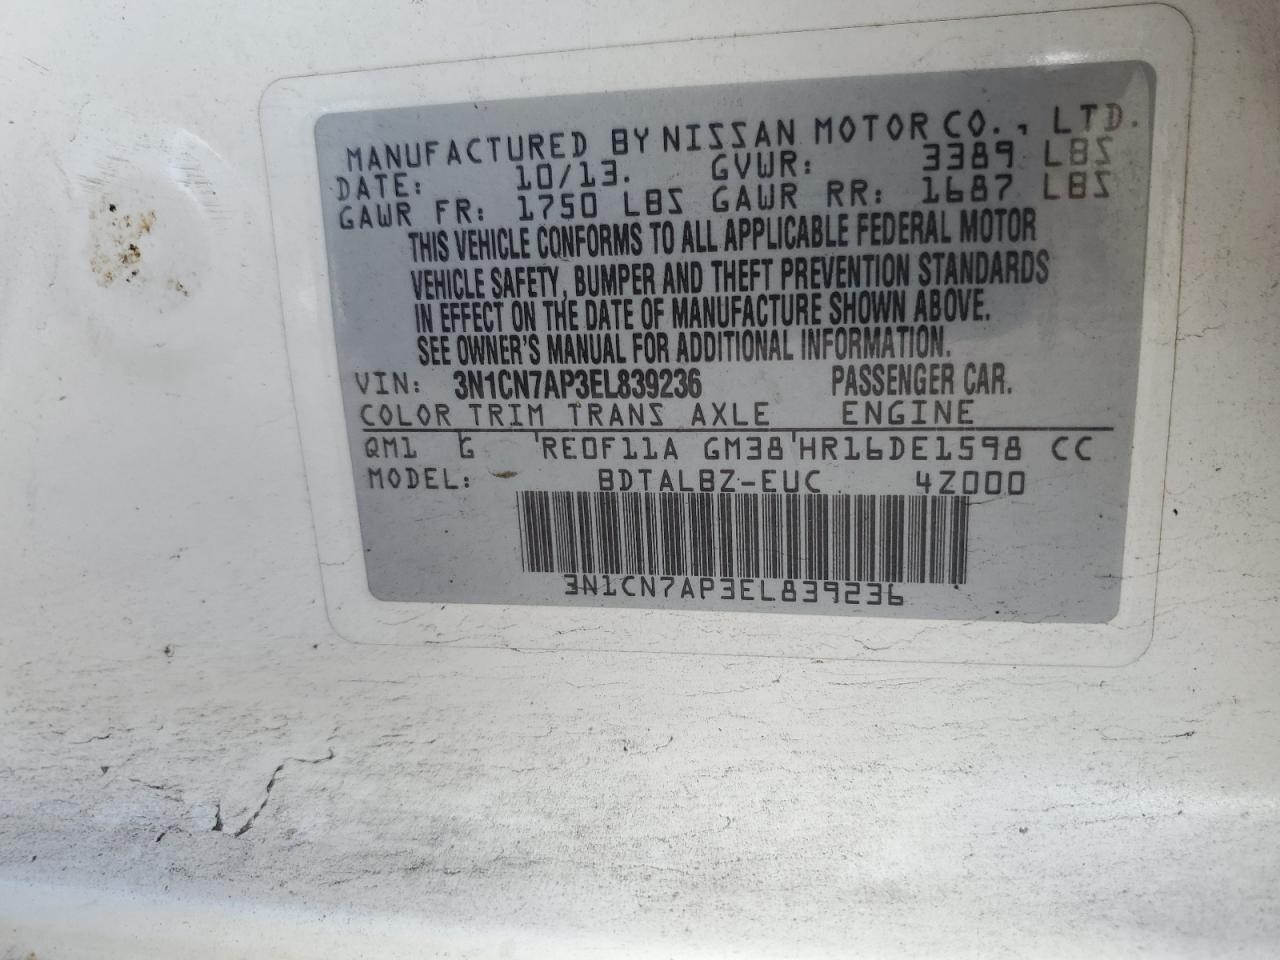 MANUFACTURED BY NISSAN MOTOR CO., LTD.
DATE: 10/13. GVWR: 3389 LBS
GAWR FR: 1750 LBS GAWR RR: 1687 LBS
THIS VEHICLE CONFORMS TO ALL APPLICABLE FEDERAL MOTOR
VEHICLE SAFETY, BUMPER AND THEFT PREVENTION STANDARDS
IN EFFECT ON THE DATE OF MANUFACTURE SHOWN ABOVE.
SEE OWNER'S MANUAL FOR ADDITIONAL INFORMATION.
VIN: 3N1CN7AP3EL839236 PASSENGER CAR.
COLOR TRIM TRANS AXLE ENGINE
QM1 G RE0F11A GM38 HR16DE1598 CC
MODEL: BDTALBZ-EUC 4Z000
3N1CN7AP3EL839236